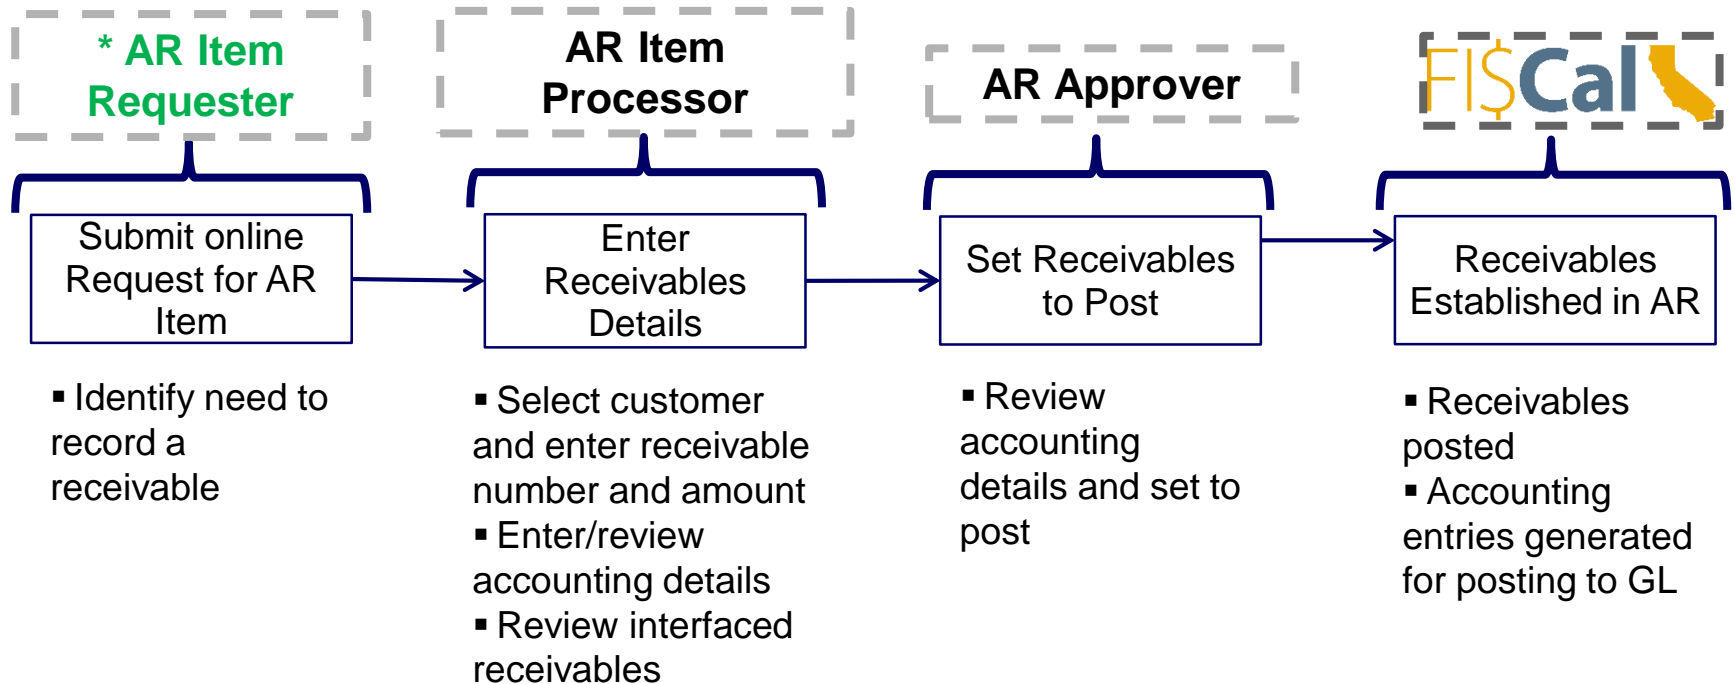 * AR Item
Requester
AR Item
Processor
AR Approver
FI$Cal
Submit online
Request for AR
Item
Enter
Receivables
Details
Set Receivables
to Post
Receivables
Established in AR
▪ Identify need to
record a
receivable
▪ Select customer
and enter receivable
number and amount
▪ Enter/review
accounting details
▪ Review interfaced
receivables
▪ Review
accounting
details and set to
post
▪ Receivables
posted
▪ Accounting
entries generated
for posting to GL